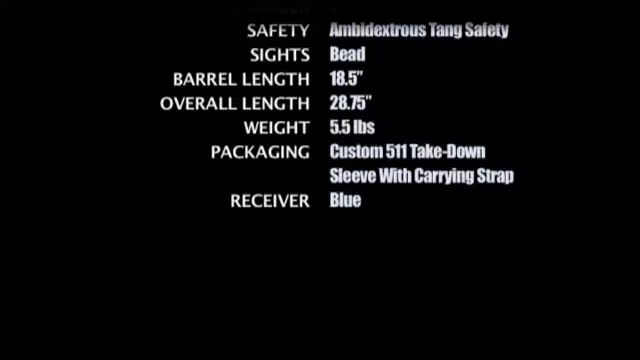 SAFETY Ambidextrous Tang Safety
SIGHTS Bead
BARREL LENGTH 18.5"
OVERALL LENGTH 28.75"
WEIGHT 5.5 lbs
PACKAGING Custom 511 Take-Down
Sleeve With Carrying Strap
RECEIVER Blue